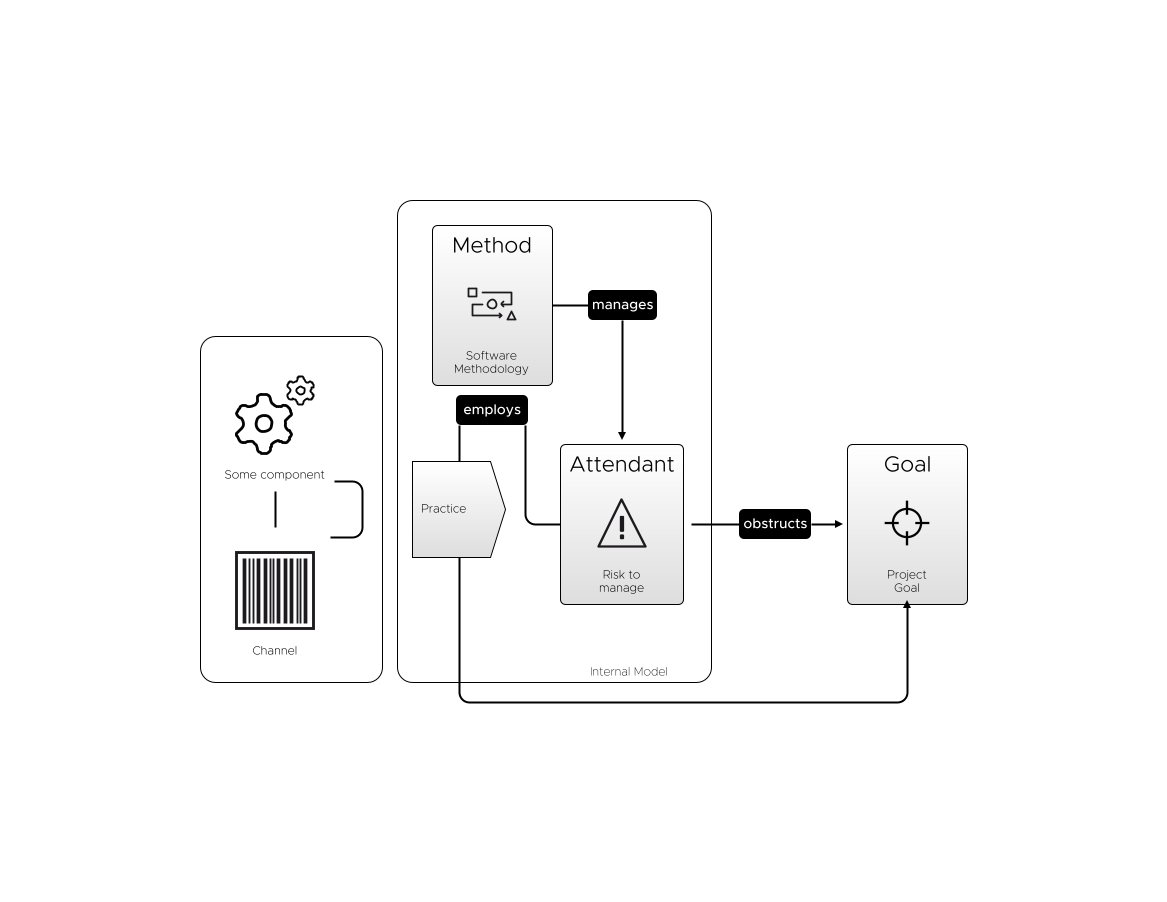 Method
Software
Methodology
manages
employs
Some component
Channel
Practice
Attendant
Risk to
manage
obstructs
Goal
Project
Goal
Internal Model